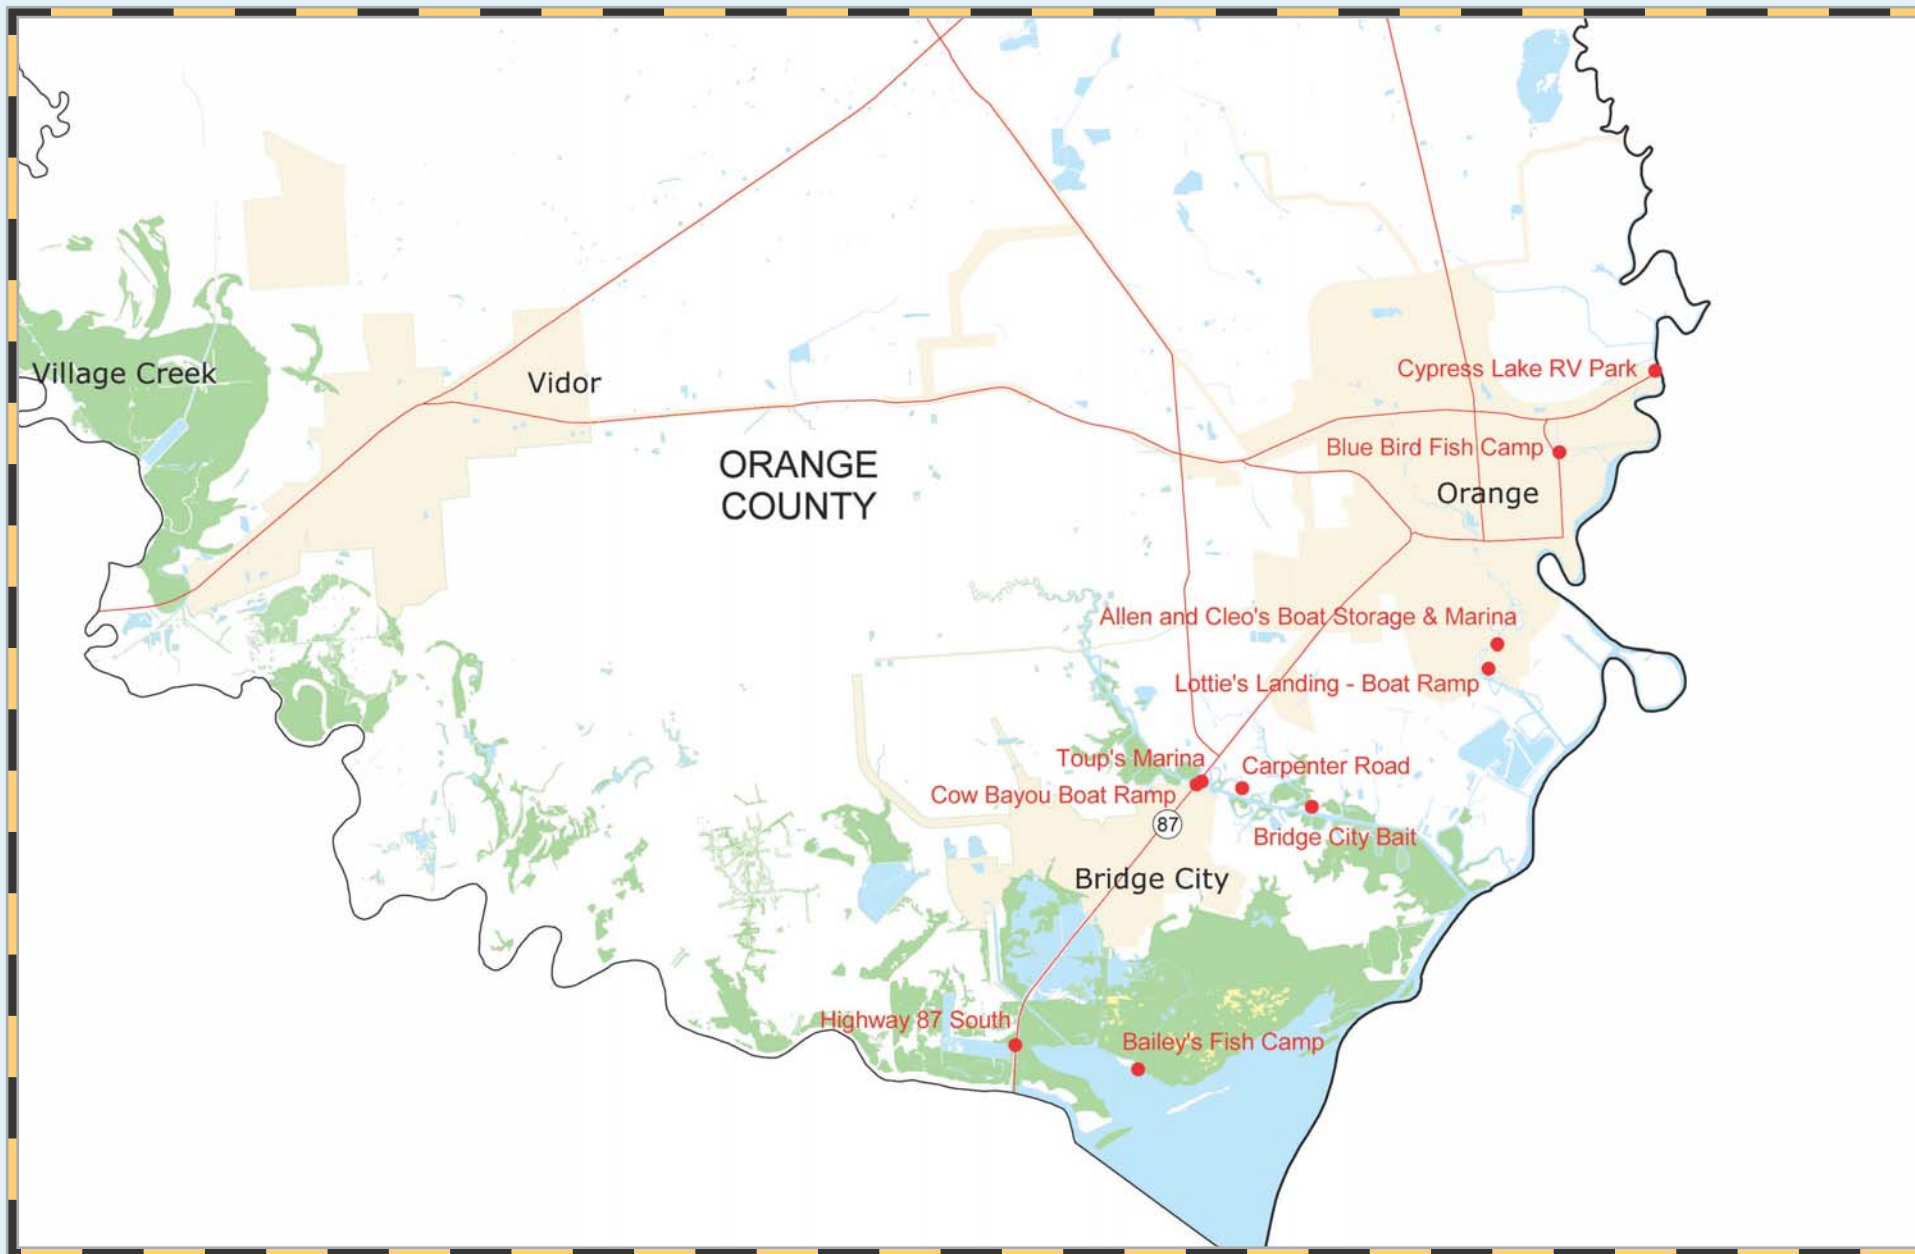 Village Creek
Vidor
Cypress Lake RV Park
Blue Bird Fish Camp
ORANGE
COUNTY
Orange
Allen and Cleo's Boat Storage & Marina
Lottie's Landing - Boat Ramp
Toup's Marina
Carpenter Road
Cow Bayou Boat Ramp
87
Bridge City Bait
Bridge City
Highway 87 South
Bailey's Fish Camp